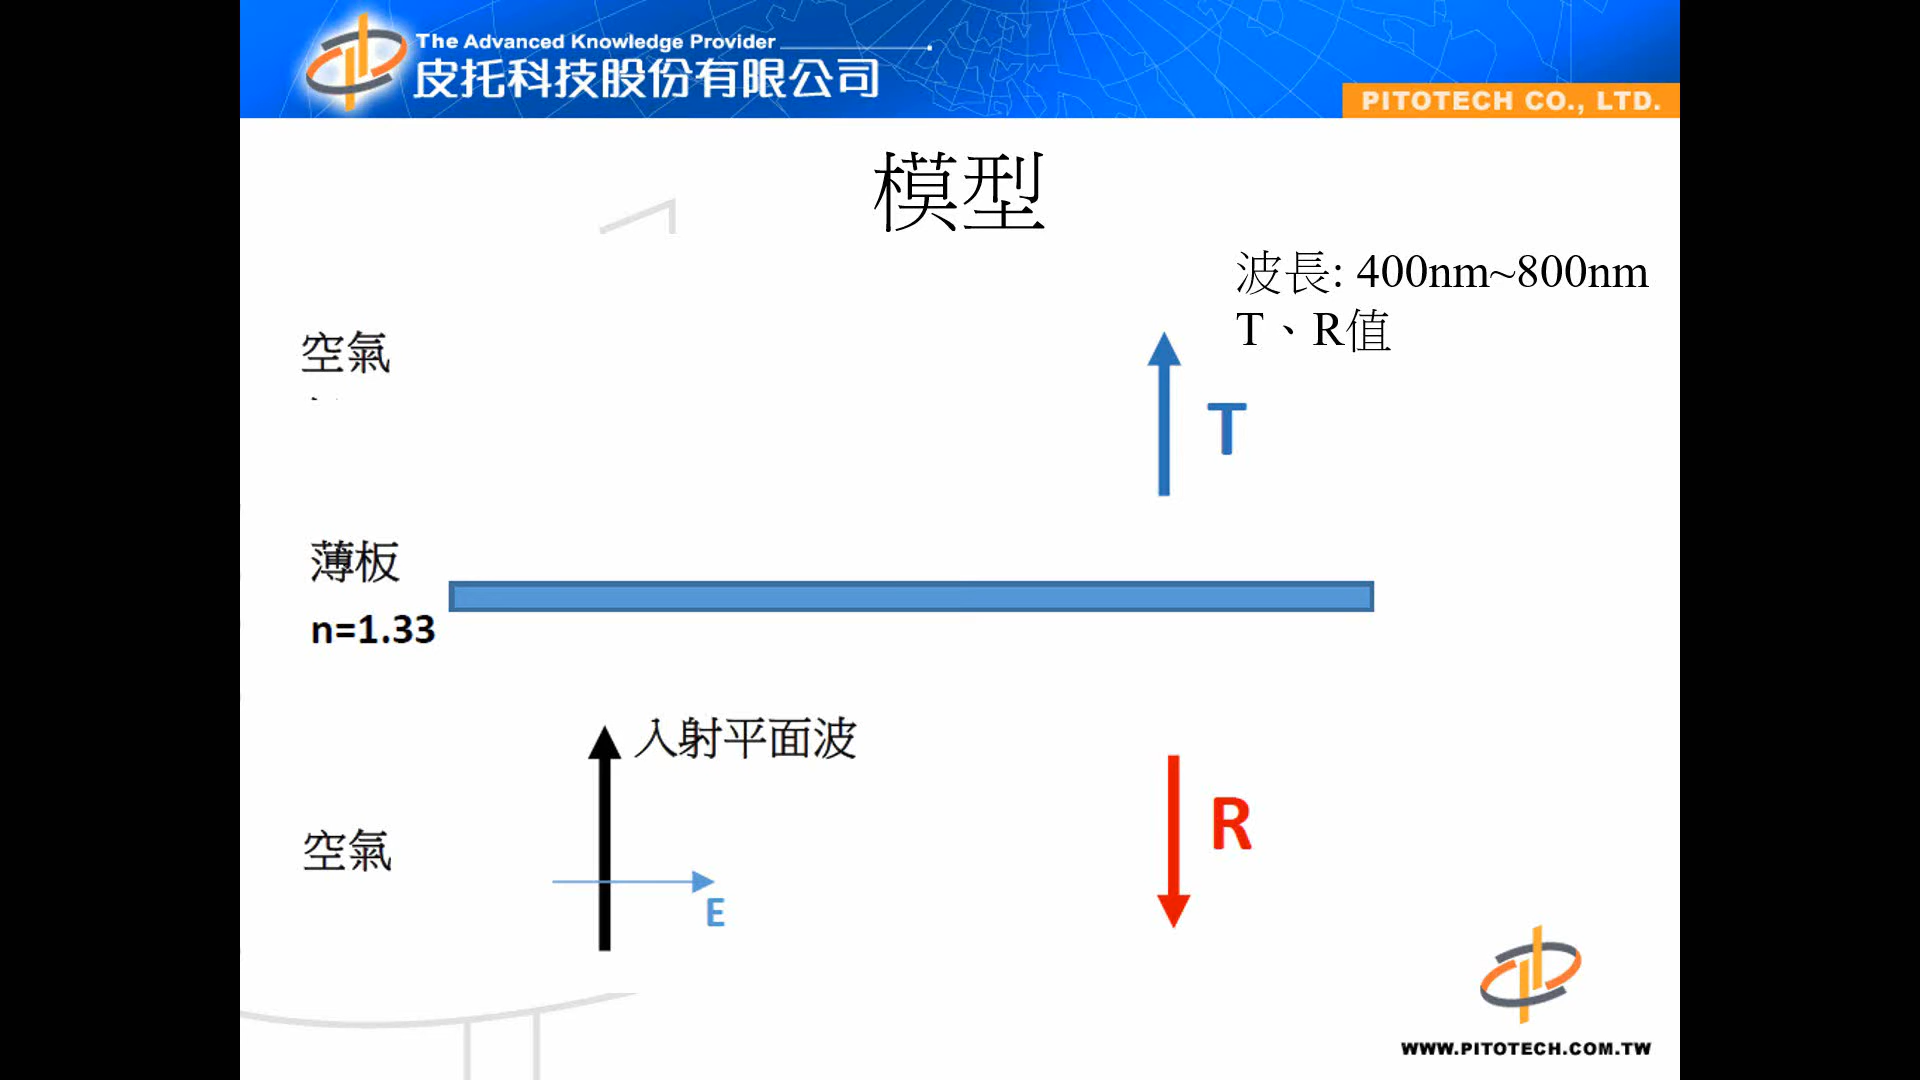 The Advanced Knowledge Provider
皮托科技股份有限公司
PITOTECH CO., LTD.
模型
波長: 400nm~800nm
T、R值
空氣
T
薄板
n=1.33
入射平面波
R
空氣
E
WWW.PITOTECH.COM.TW